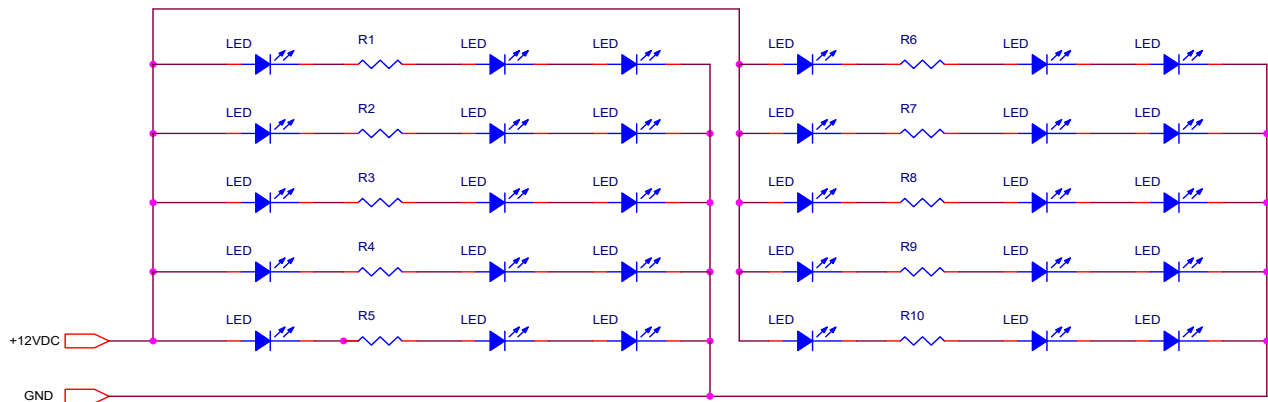 LED R1 LED LED LED R6 LED LED
LED R2 LED LED LED R7 LED LED
LED R3 LED LED LED R8 LED LED
LED R4 LED LED LED R9 LED LED
LED R5 LED LED LED R10 LED LED
+12VDC
GND